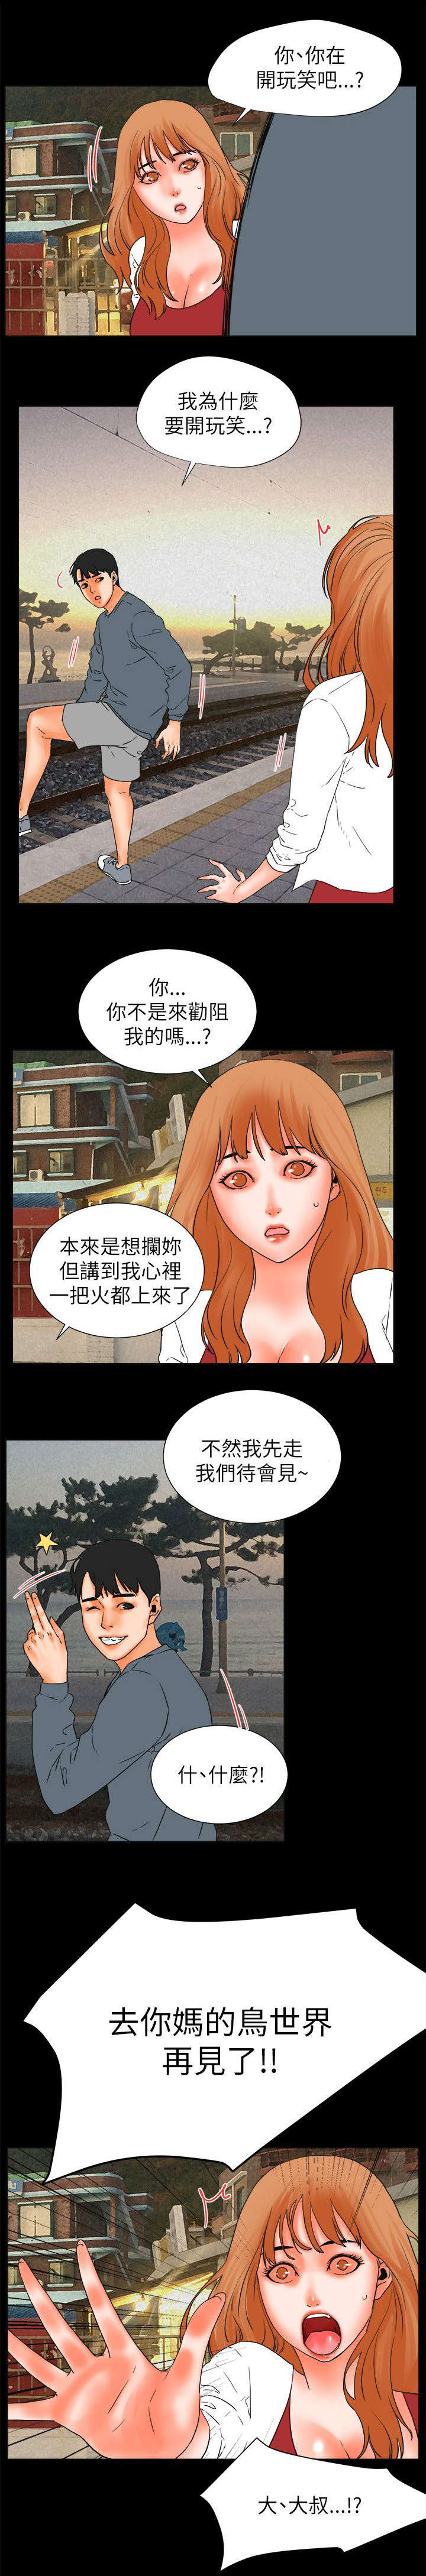 你、你在
開玩笑吧...?
我為什麼
要開玩笑...?
你...
你不是來勸阻
我的嗎...?
本來是想攔妳
但講到我心裡
一把火都上來了
不然我先走
我們待會見~
什、什麼?!
去你媽的鳥世界
再見了!!
大、大叔...!?